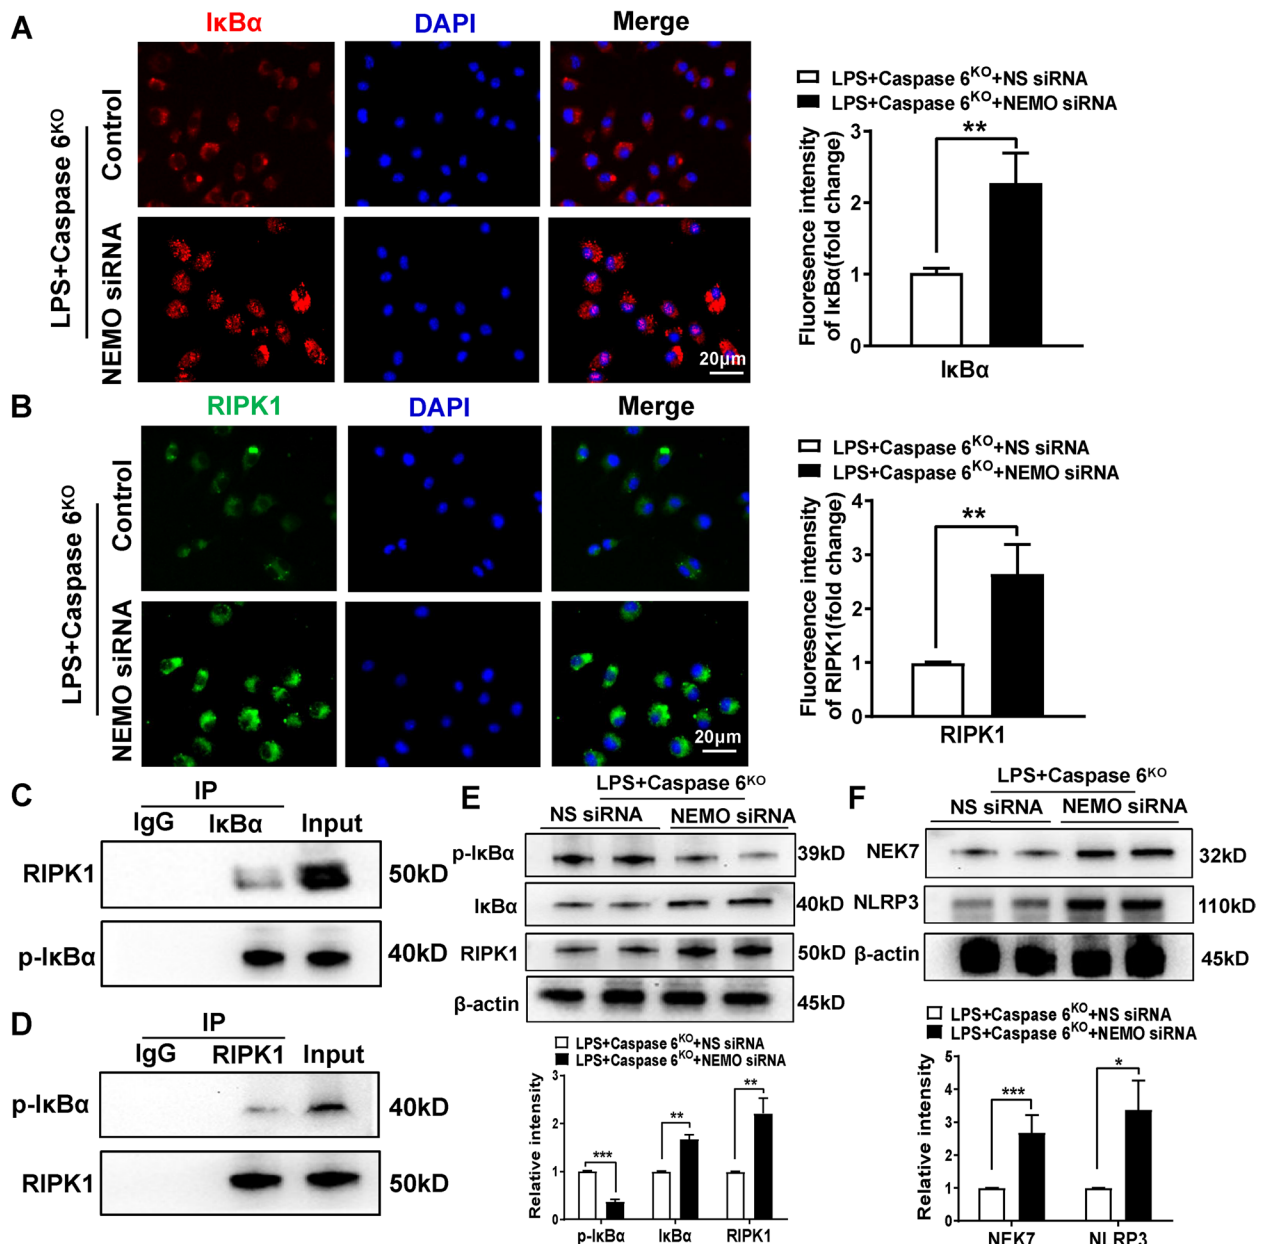 A
IκBα
DAPI
Merge
LPS+Caspase 6KO
Control
NEMO siRNA
20μm
LPS+Caspase 6KO+NS siRNA
LPS+Caspase 6KO+NEMO siRNA
Fluoresence intensity
of IκBα(fold change)
3
2
1
0
**
IκBα
B
RIPK1
DAPI
Merge
LPS+Caspase 6KO
Control
NEMO siRNA
20μm
LPS+Caspase 6KO+NS siRNA
LPS+Caspase 6KO+NEMO siRNA
Fluoresence intensity
of RIPK1(fold change)
4
3
2
1
0
**
RIPK1
C
IP
IgG IκBα Input
RIPK1 50kD
p-IκBα 40kD
D
IP
IgG RIPK1 Input
p-IκBα 40kD
RIPK1 50kD
E
LPS+Caspase 6KO
NS siRNA NEMO siRNA
p-IκBα 39kD
IκBα 40kD
RIPK1 50kD
β-actin 45kD
LPS+Caspase 6KO+NS siRNA
LPS+Caspase 6KO+NEMO siRNA
Relative intensity
3
2
1
0
*** ** **
p-IκBα IκBα RIPK1
F
LPS+Caspase 6KO
NS siRNA NEMO siRNA
NEK7 32kD
NLRP3 110kD
β-actin 45kD
LPS+Caspase 6KO+NS siRNA
LPS+Caspase 6KO+NEMO siRNA
Relative intensity
5
4
3
2
1
0
*** *
NEK7 NLRP3